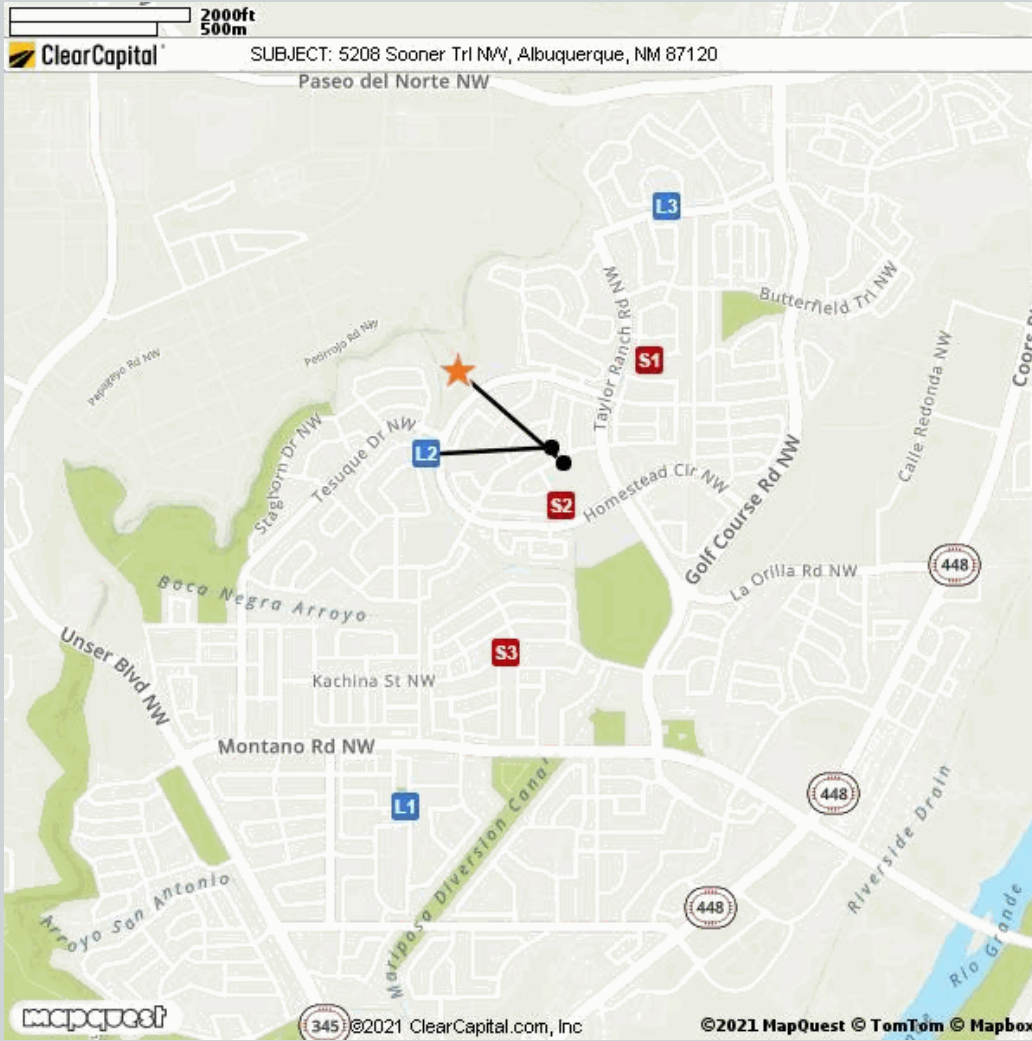 2000ft
500m
ClearCapital
SUBJECT: 5208 Sooner Trl NW, Albuquerque, NM 87120
Paseo del Norte NW
L3
Taylor Ranch Rd NW
Butterfield Trl NW
Pedirrojo Rd NW
Papagayo Rd NW
S1
Calle Redonda NW
Staghorn Dr NW
Tesuque Dr NW
L2
S2
Homestead Cir NW
Golf Course Rd NW
448
La Orilla Rd NW
Boca Negra Arroyo
Unser Blvd NW
S3
Kachina St NW
Montano Rd NW
L1
448
Mariposa Diversion Canal
Riverside Drain
448
Arroyo San Antonio
Rio Grande
mapquest
345
©2021 ClearCapital.com, Inc
©2021 MapQuest © TomTom © Mapbox